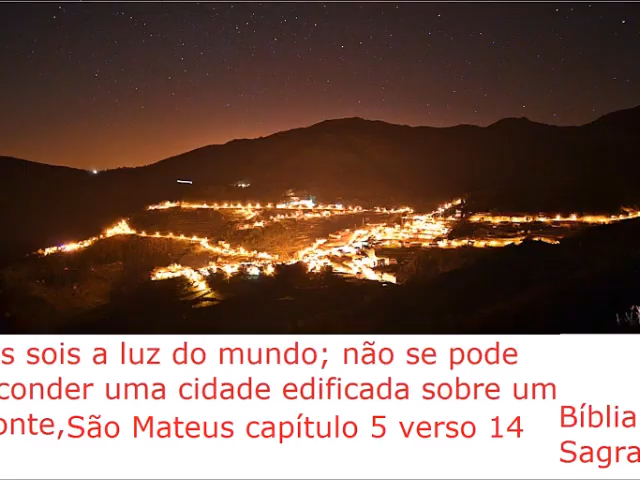 s sois a luz do mundo; não se pode
conder uma cidade edificada sobre um
onte,São Mateus capítulo 5 verso 14
Bíblia
Sagra